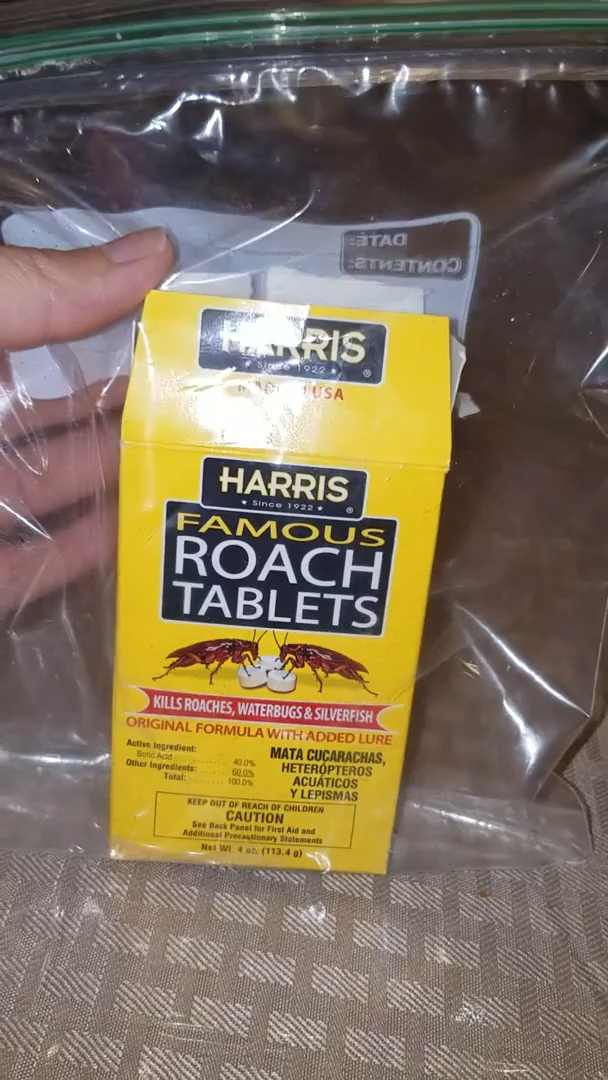 DATE:
CONTENTS:
HARRIS
★ Since 1922 ★
®
USA
HARRIS
★ Since 1922 ★
®
FAMOUS
ROACH
TABLETS
KILLS ROACHES, WATERBUGS & SILVERFISH
ORIGINAL FORMULA WITH ADDED LURE
Active Ingredient:
Boric Acid .......... 40.0%
Other Ingredients: ...... 60.0%
Total: .......... 100.0%
MATA CUCARACHAS,
HETERÓPTEROS
ACUÁTICOS
Y LEPISMAS
KEEP OUT OF REACH OF CHILDREN
CAUTION
See Back Panel for First Aid and
Additional Precautionary Statements
Net Wt. 4 oz. (113.4 g)